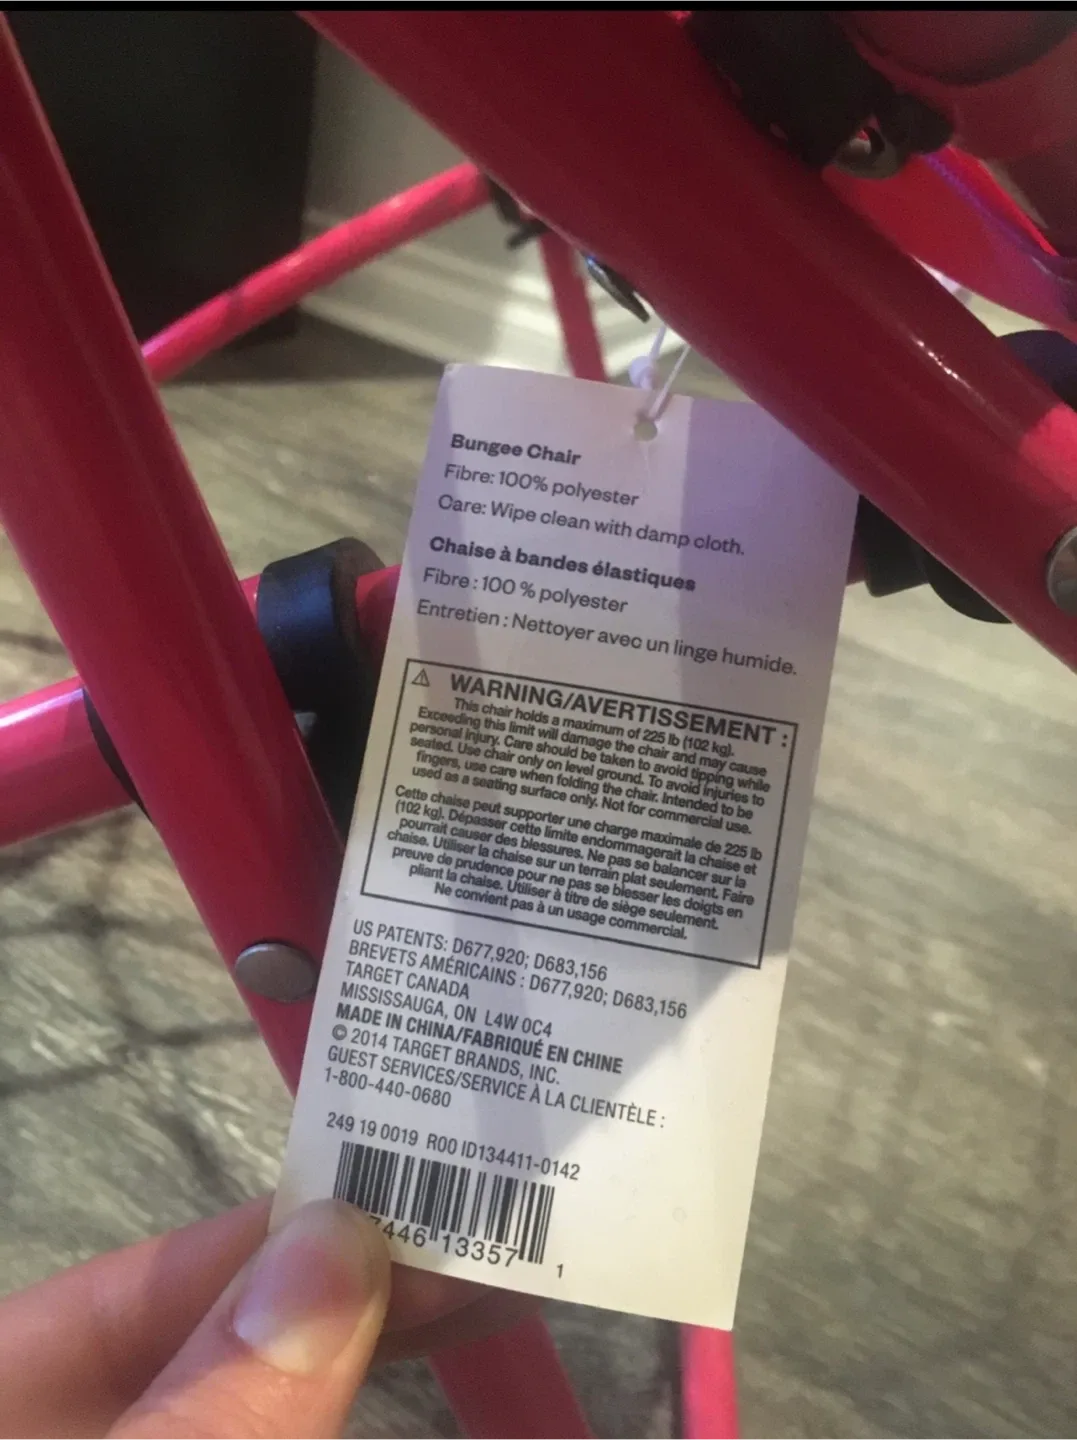 Bungee Chair
Fibre: 100% polyester
Care: Wipe clean with damp cloth.
Chaise à bandes élastiques
Fibre : 100 % polyester
Entretien : Nettoyer avec un linge humide.
⚠ WARNING/AVERTISSEMENT :
This chair holds a maximum of 225 lb (102 kg).
Exceeding this limit will damage the chair and may cause
personal injury. Care should be taken to avoid tipping while
seated. Use chair only on level ground. To avoid injuries to
fingers, use care when folding the chair. Intended to be
used as a seating surface only. Not for commercial use.
Cette chaise peut supporter une charge maximale de 225 lb
(102 kg). Dépasser cette limite endommagerait la chaise et
pourrait causer des blessures. Ne pas se balancer sur la
chaise. Utiliser la chaise sur un terrain plat seulement. Faire
preuve de prudence pour ne pas se blesser les doigts en
pliant la chaise. Utiliser à titre de siège seulement.
Ne convient pas à un usage commercial.
US PATENTS: D677,920; D683,156
BREVETS AMÉRICAINS : D677,920; D683,156
TARGET CANADA
MISSISSAUGA, ON L4W 0C4
MADE IN CHINA/FABRIQUÉ EN CHINE
© 2014 TARGET BRANDS, INC.
GUEST SERVICES/SERVICE À LA CLIENTÈLE :
1-800-440-0680
249 19 0019 R00 ID134411-0142
7446 13357 1